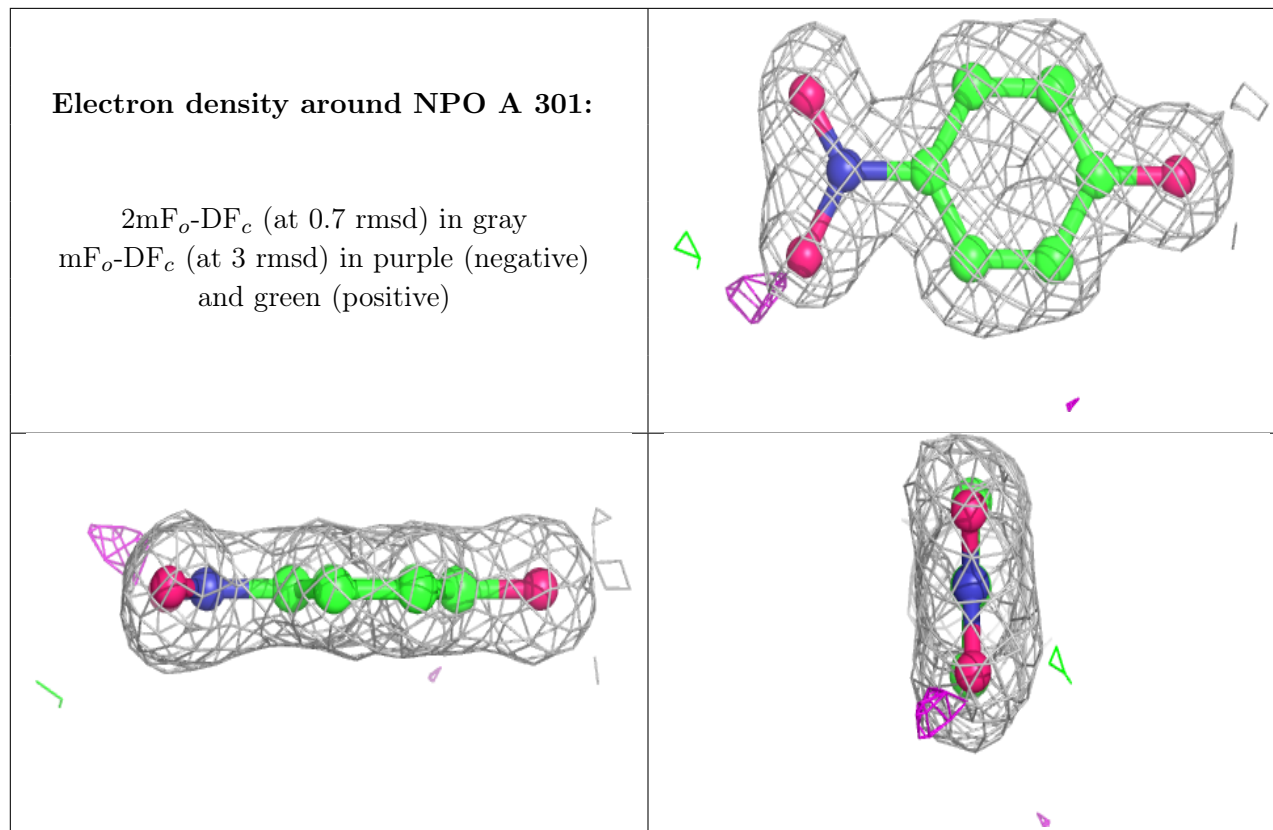 Electron density around NPO A 301:
2mFo-DFc (at 0.7 rmsd) in gray
mFo-DFc (at 3 rmsd) in purple (negative)
and green (positive)